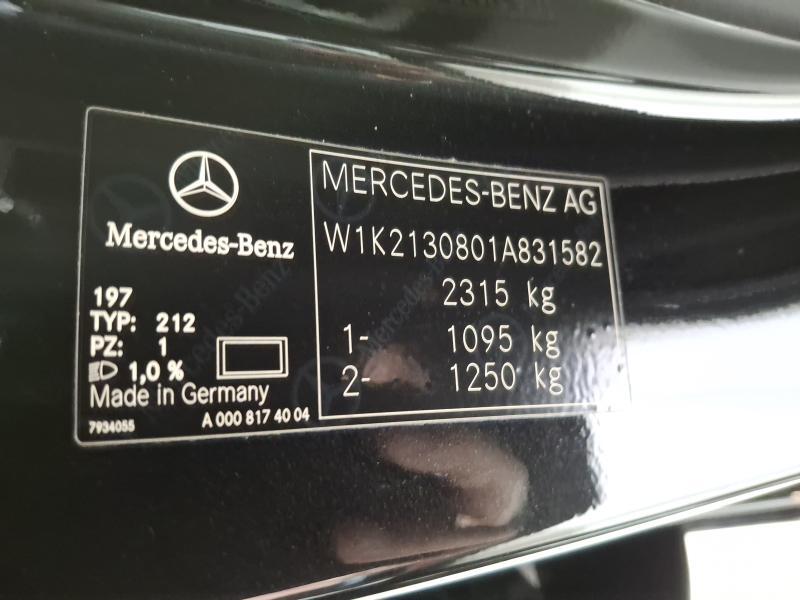 Mercedes-Benz
197
TYP: 212
PZ: 1
1,0 %
Made in Germany
7934055
A 000 817 40 04
MERCEDES-BENZ AG
W1K2130801A831582
2315 kg
1- 1095 kg
2- 1250 kg